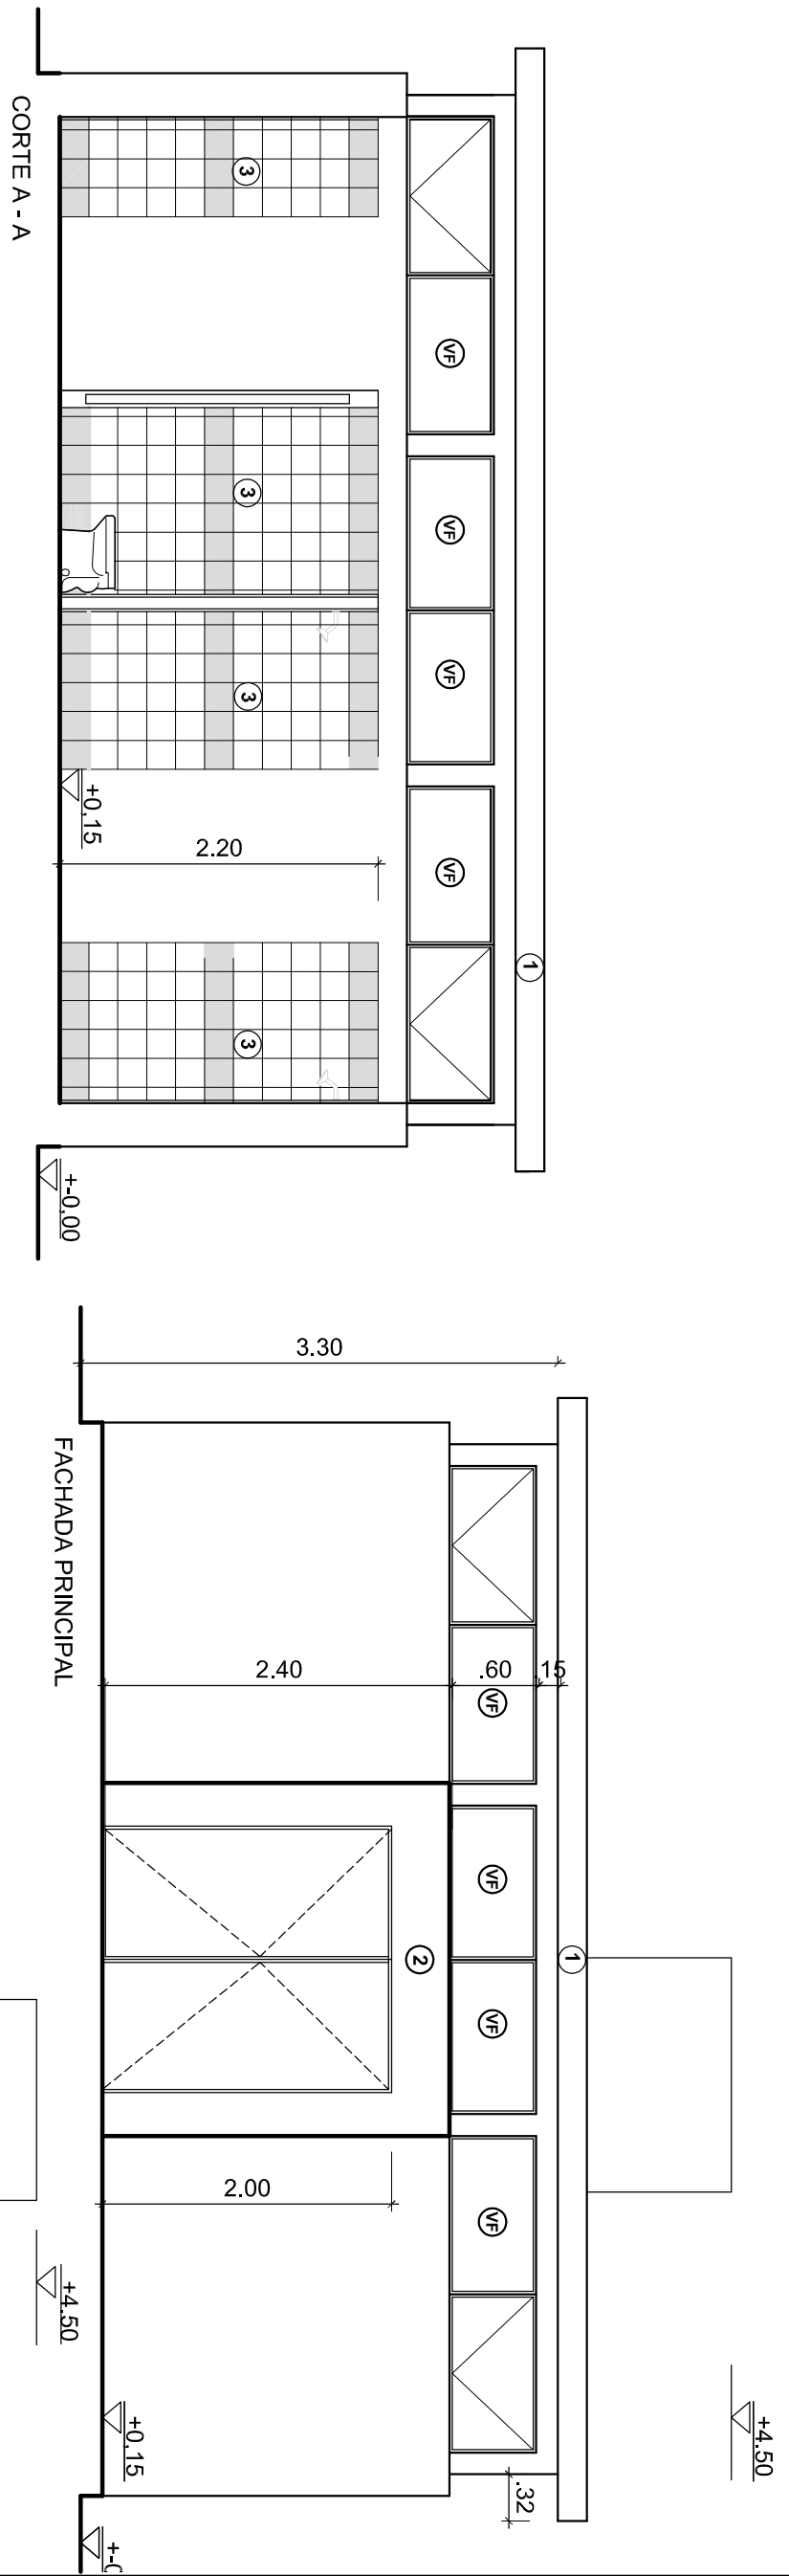 1
VF
VF
VF
VF
3
3
3
3
2.20
+0,15
+-0,00
CORTE A - A
+4.50
1
.32
VF
VF
VF
VF
.15
.60
2.40
3.30
2
2.00
+0,15
FACHADA PRINCIPAL
+4.50